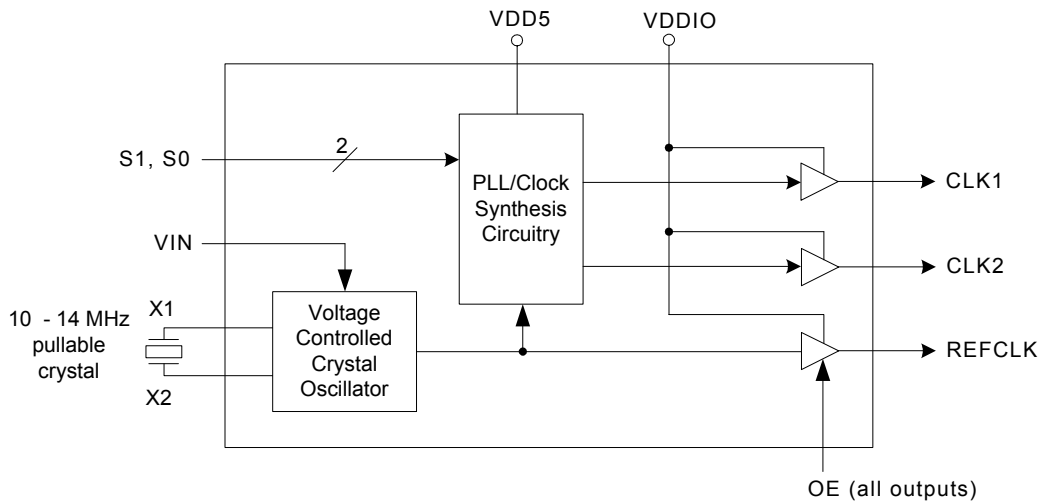 VDD5
VDDIO
S1, S0
2
PLL/Clock
Synthesis
Circuitry
CLK1
VIN
CLK2
10 - 14 MHz
pullable
crystal
X1
X2
Voltage
Controlled
Crystal
Oscillator
REFCLK
OE (all outputs)